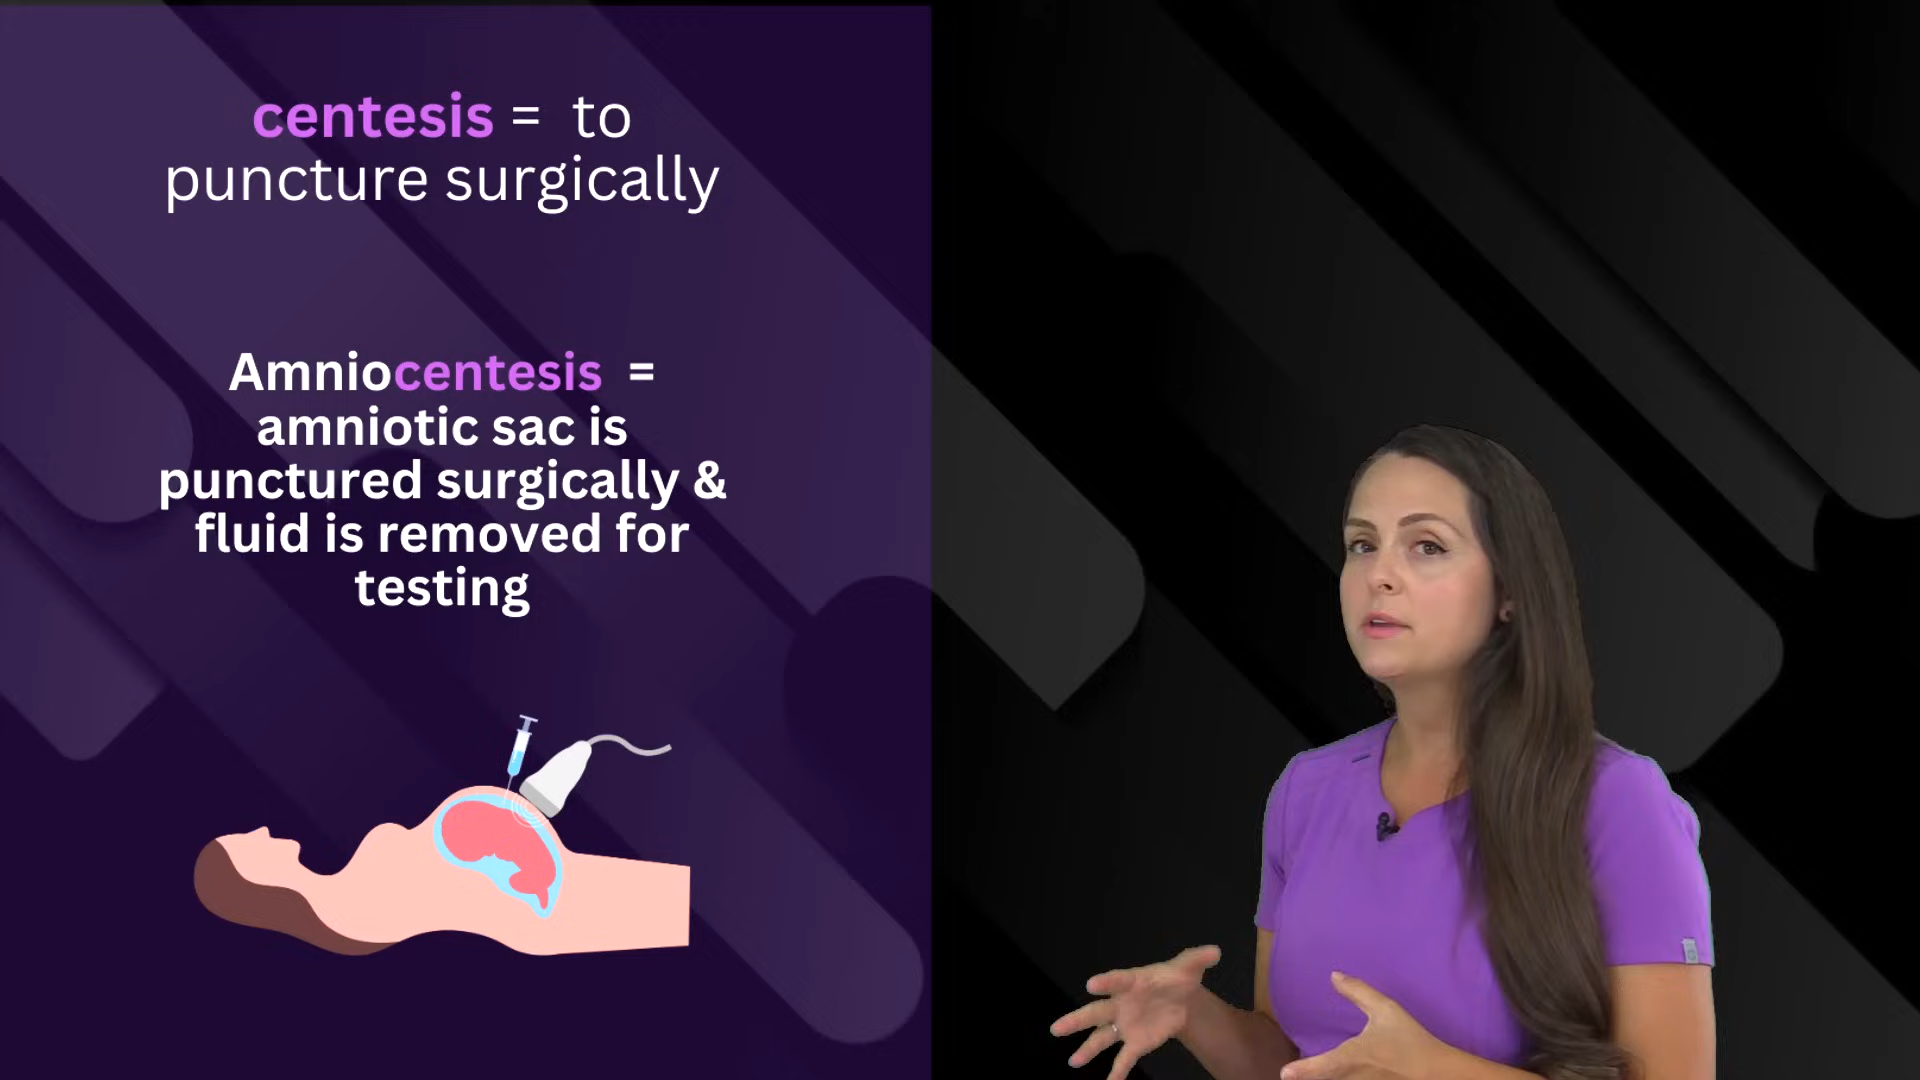 centesis = to
puncture surgically
Amniocentesis =
amniotic sac is
punctured surgically &
fluid is removed for
testing